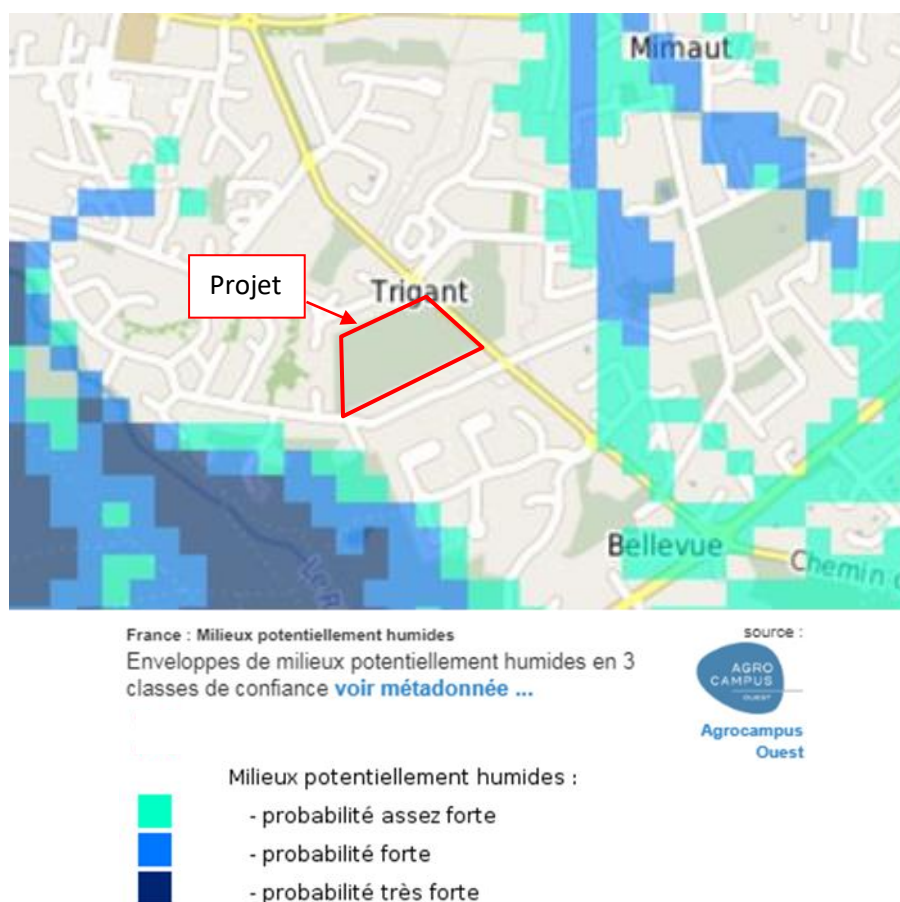 Mimaut
Projet
Trigant
Bellevue
Chemin
France : Milieux potentiellement humides
source :
Enveloppes de milieux potentiellement humides en 3
classes de confiance voir métadonnée ...
AGRO
CAMPUS
OUEST
Agrocampus
Ouest
Milieux potentiellement humides :
- probabilité assez forte
- probabilité forte
- probabilité très forte